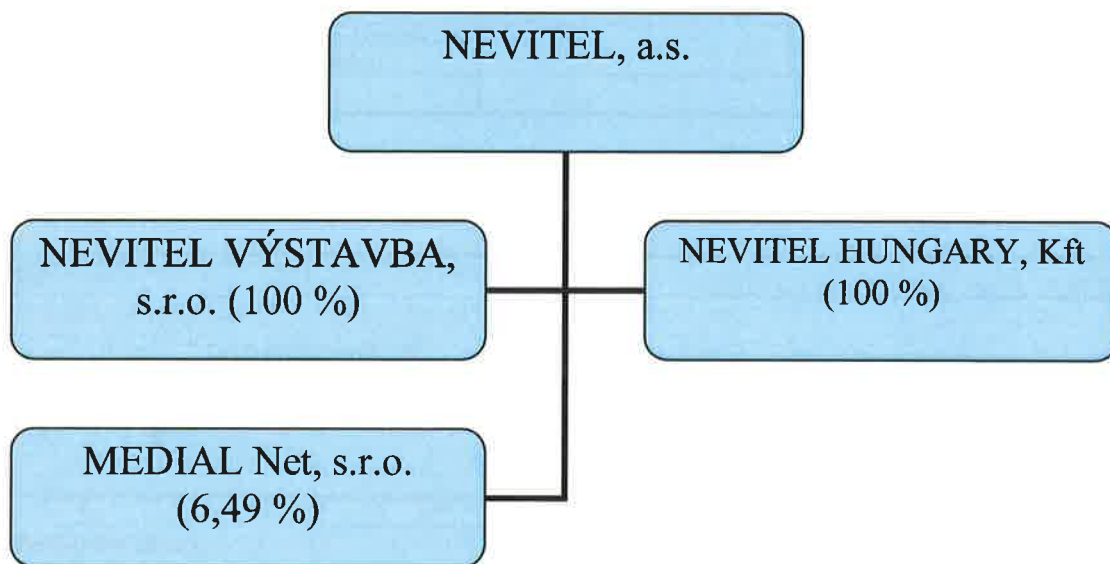 NEVITEL, a.s.
NEVITEL VÝSTAVBA,
s.r.o. (100 %)
NEVITEL HUNGARY, Kft
(100 %)
MEDIAL Net, s.r.o.
(6,49 %)